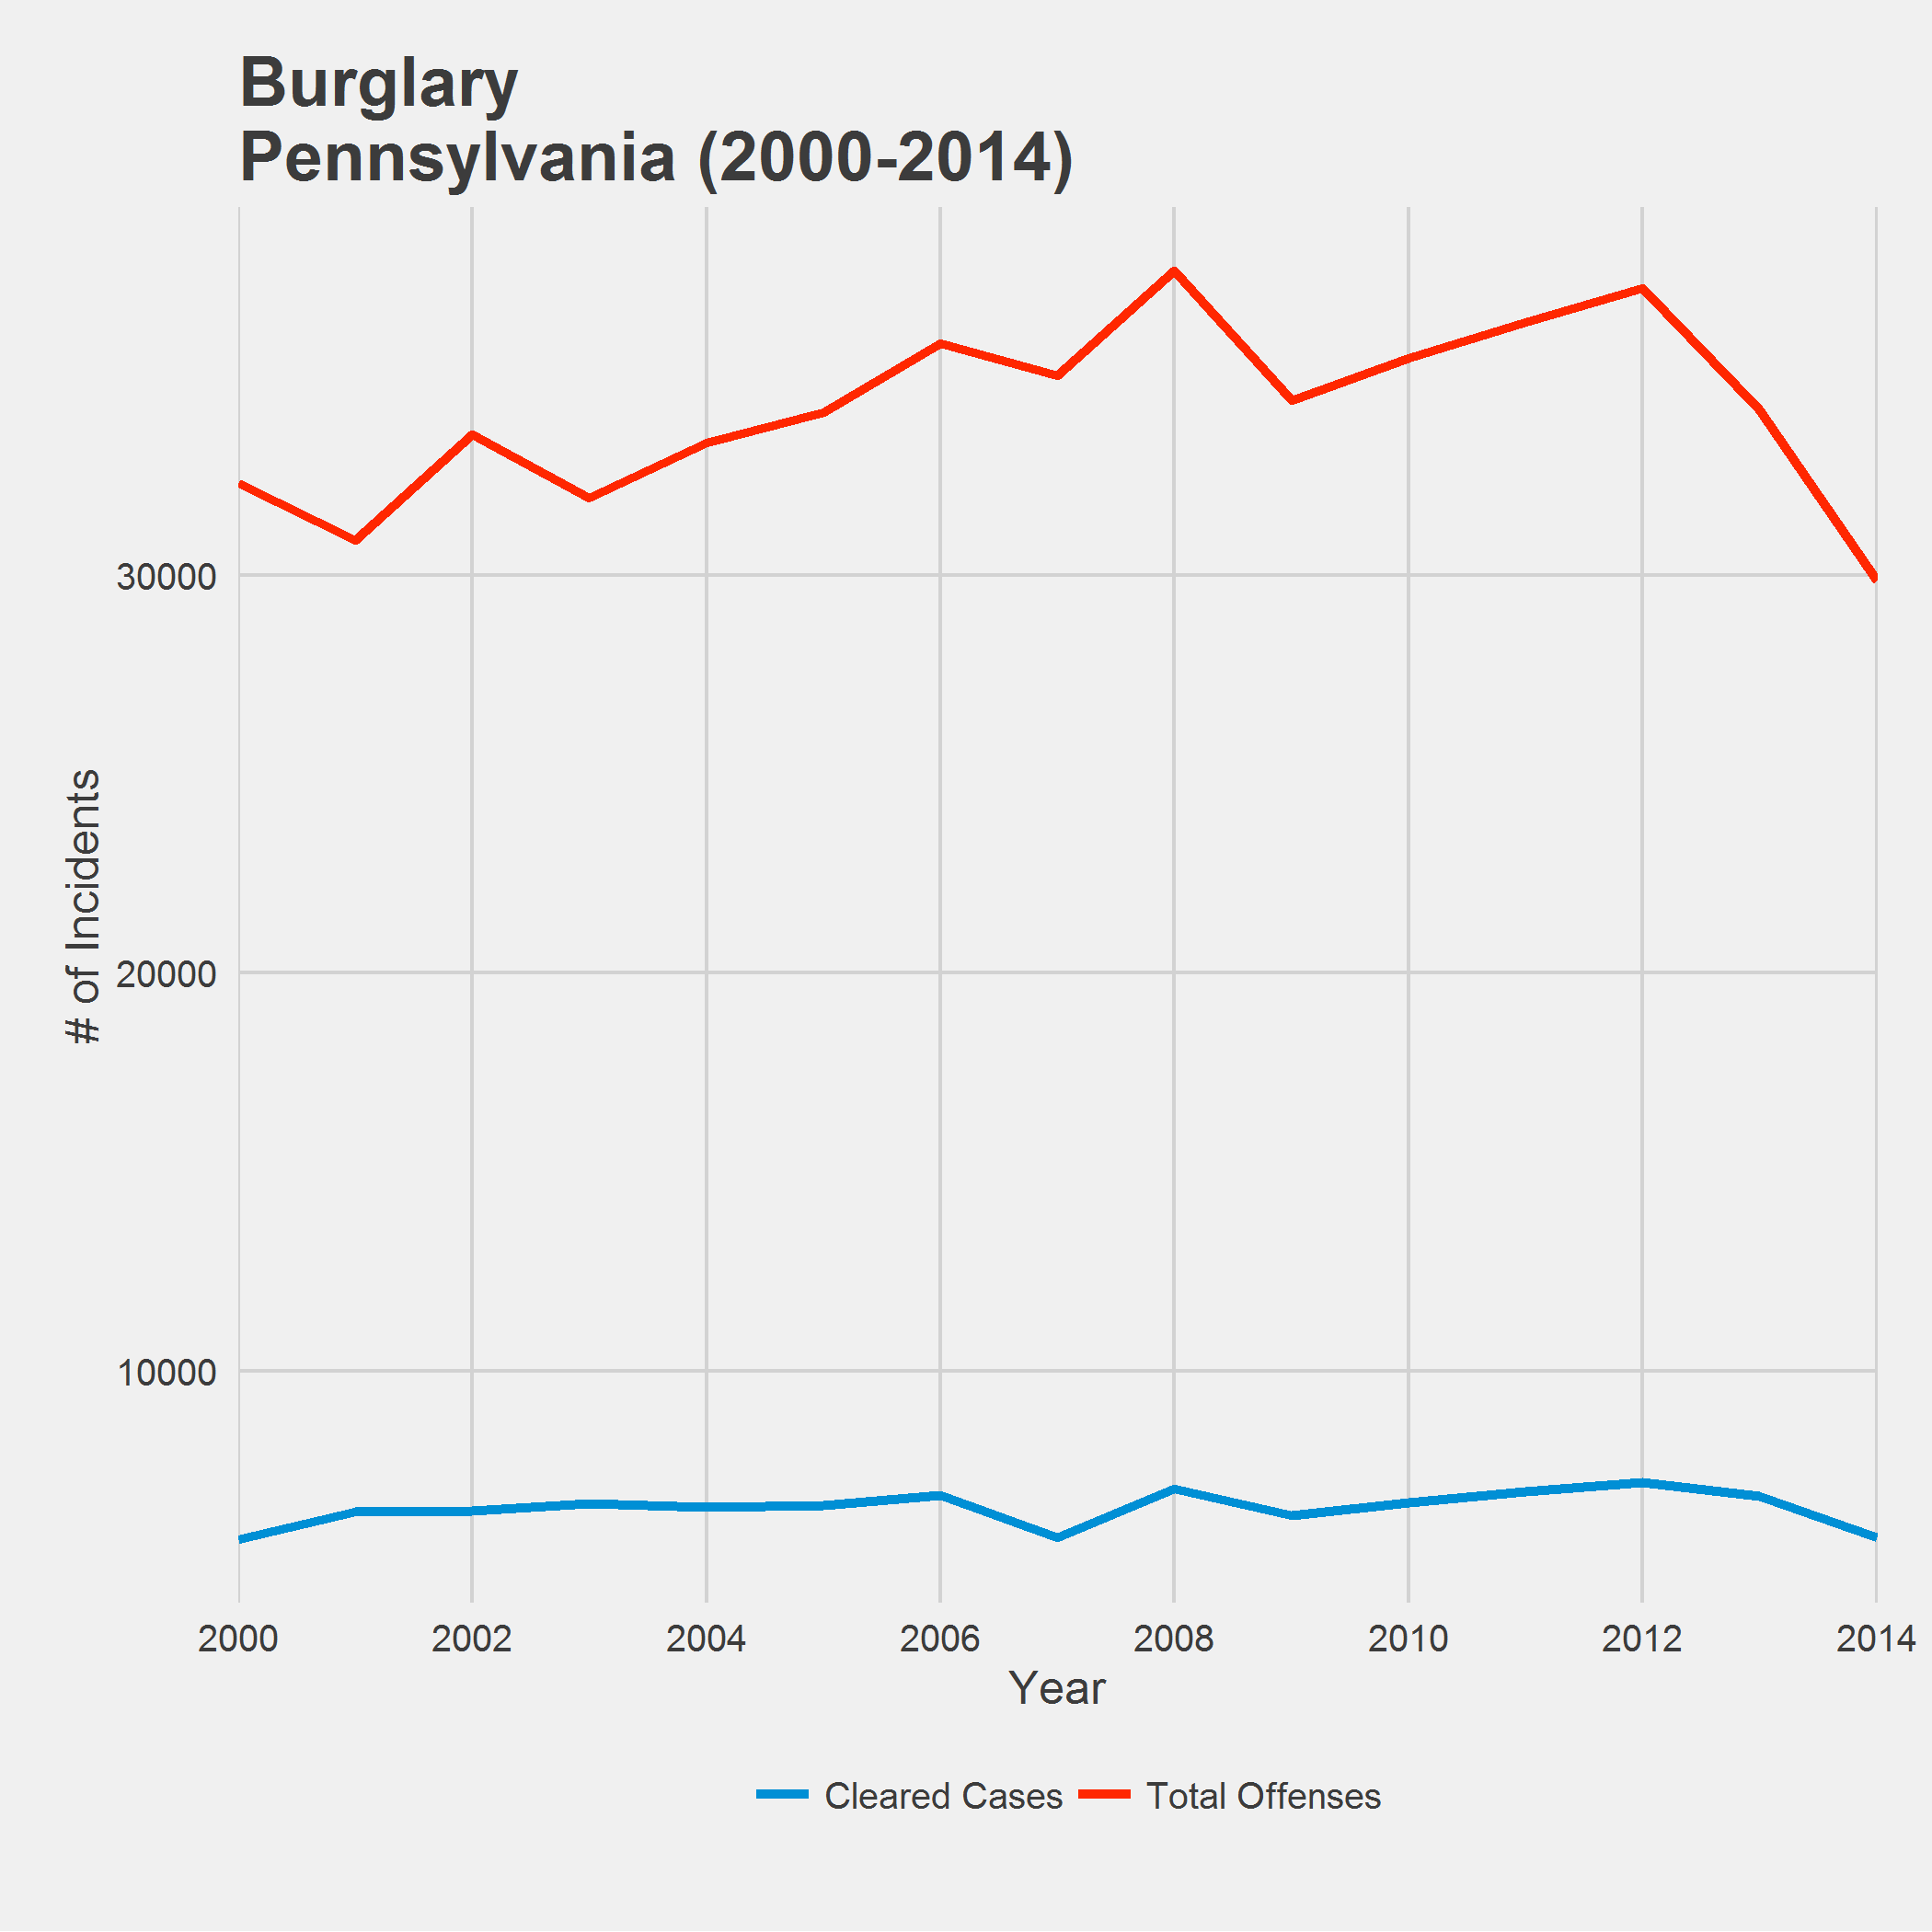 Burglary
Pennsylvania (2000-2014)
# of Incidents
30000
20000
10000
2000 2002 2004 2006 2008 2010 2012 2014
Year
Cleared Cases Total Offenses